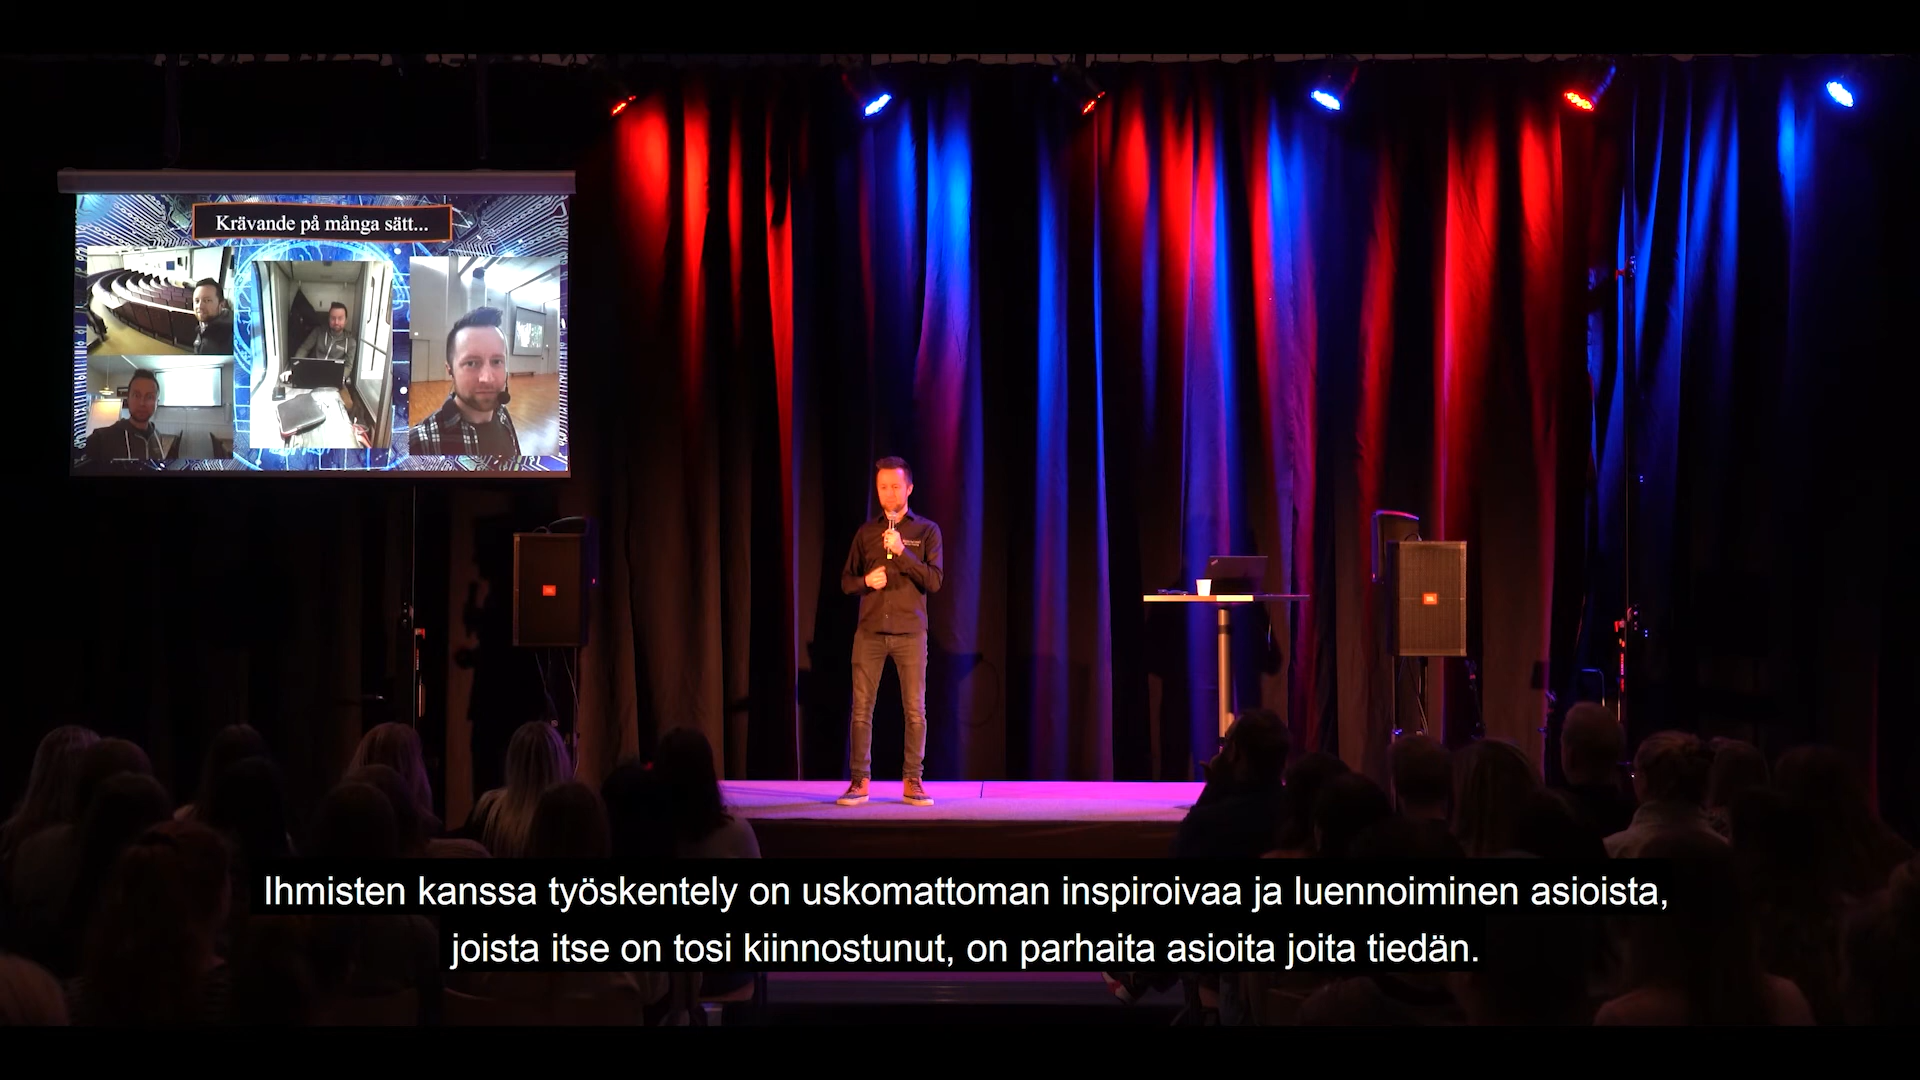 Krävande på många sätt...
Ihmisten kanssa työskentely on uskomattoman inspiroivaa ja luennoiminen asioista,
joista itse on tosi kiinnostunut, on parhaita asioita joita tiedän.